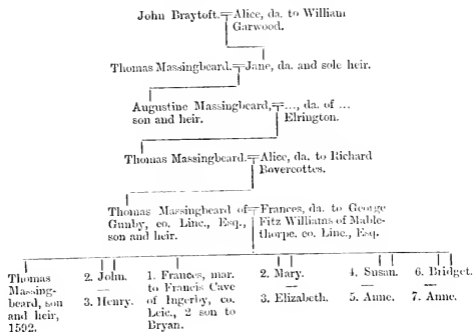 John Braytoft.=Alice, da. to William
Garwood.
Thomas Massingbeard.=Jane, da. and sole heir.
Augustine Massingbeard,=..., da. of ...
son and heir. Elrington.
Thomas Massingbeard.=Alice, da. to Richard
Bovercottes.
Thomas Massingbeard of=Frances, da. to George
Gunby, co. Linc., Esq., Fitz Williams of Mable-
son and heir. thorpe, co. Linc., Esq.
Thomas 2. John. 1. Frances, mar. 2. Mary. 4. Susan. 6. Bridget.
Massing- — to Francis Cave — — —
beard, son 3. Henry. of Ingerby, co. 3. Elizabeth. 5. Anne. 7. Anne.
and heir, Leic., 2 son to
1592. Bryan.